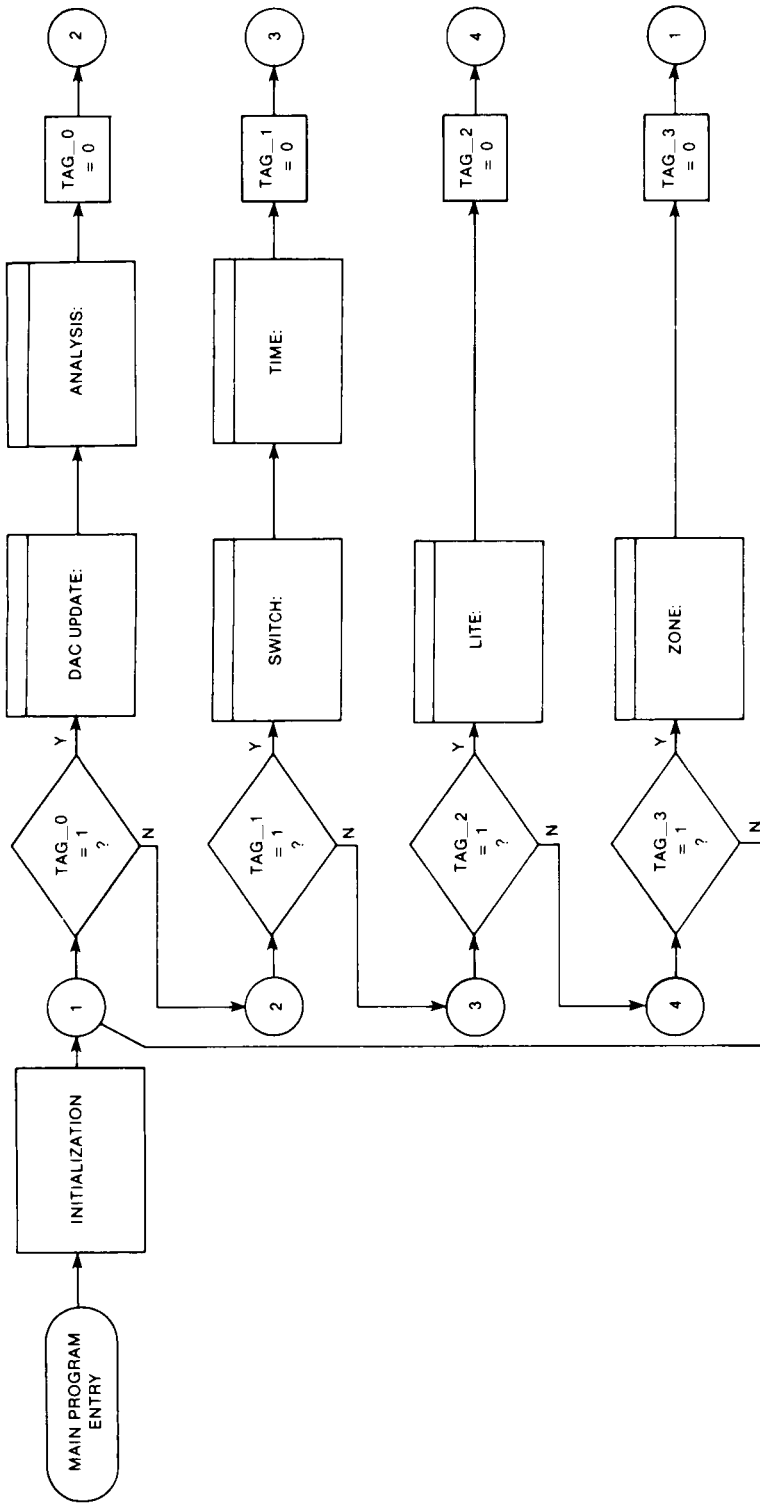 MAIN PROGRAM
ENTRY
INITIALIZATION
1
TAG_0
= 1
?
Y
N
DAC UPDATE:
ANALYSIS:
TAG_0
= 0
2
2
TAG_1
= 1
?
Y
N
SWITCH:
TIME:
TAG_1
= 0
3
3
TAG_2
= 1
?
Y
N
LITE:
TAG_2
= 0
4
4
TAG_3
= 1
?
Y
N
ZONE:
TAG_3
= 0
1